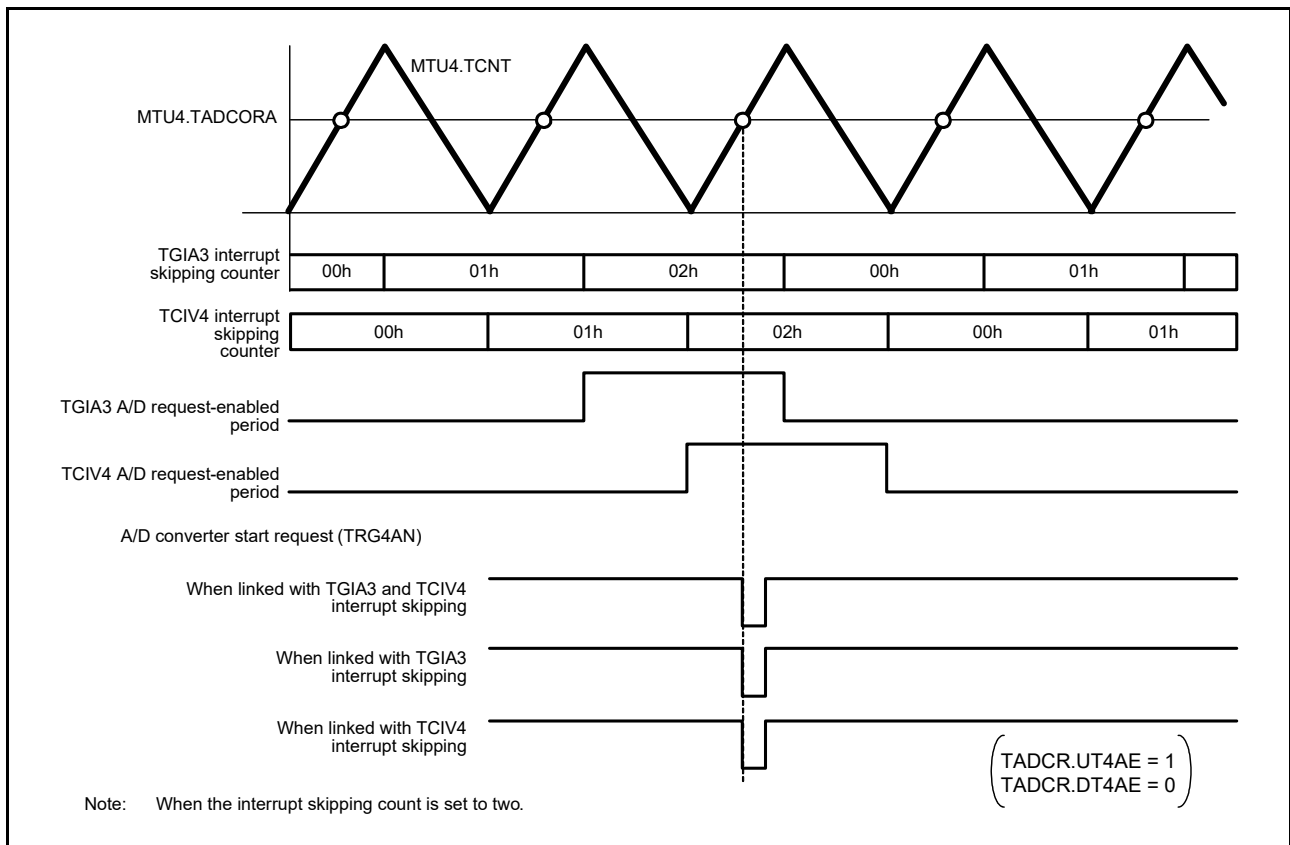 MTU4.TCNT
MTU4.TADCORA
TGIA3 interrupt
skipping counter
00h 01h 02h 00h 01h
TCIV4 interrupt
skipping
counter
00h 01h 02h 00h 01h
TGIA3 A/D request-enabled
period
TCIV4 A/D request-enabled
period
A/D converter start request (TRG4AN)
When linked with TGIA3 and TCIV4
interrupt skipping
When linked with TGIA3
interrupt skipping
When linked with TCIV4
interrupt skipping
TADCR.UT4AE = 1
TADCR.DT4AE = 0
Note: When the interrupt skipping count is set to two.